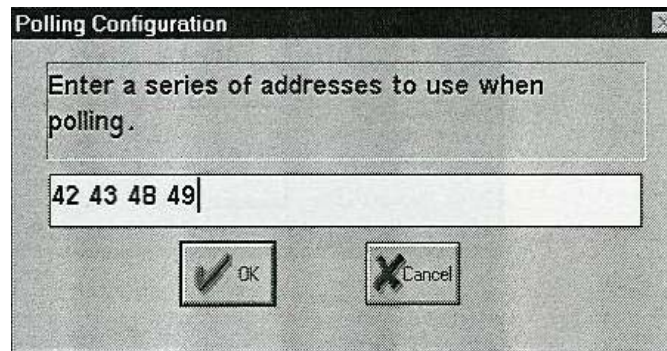 Polling Configuration
Enter a series of addresses to use when
polling.
42 43 48 49
OK
Cancel